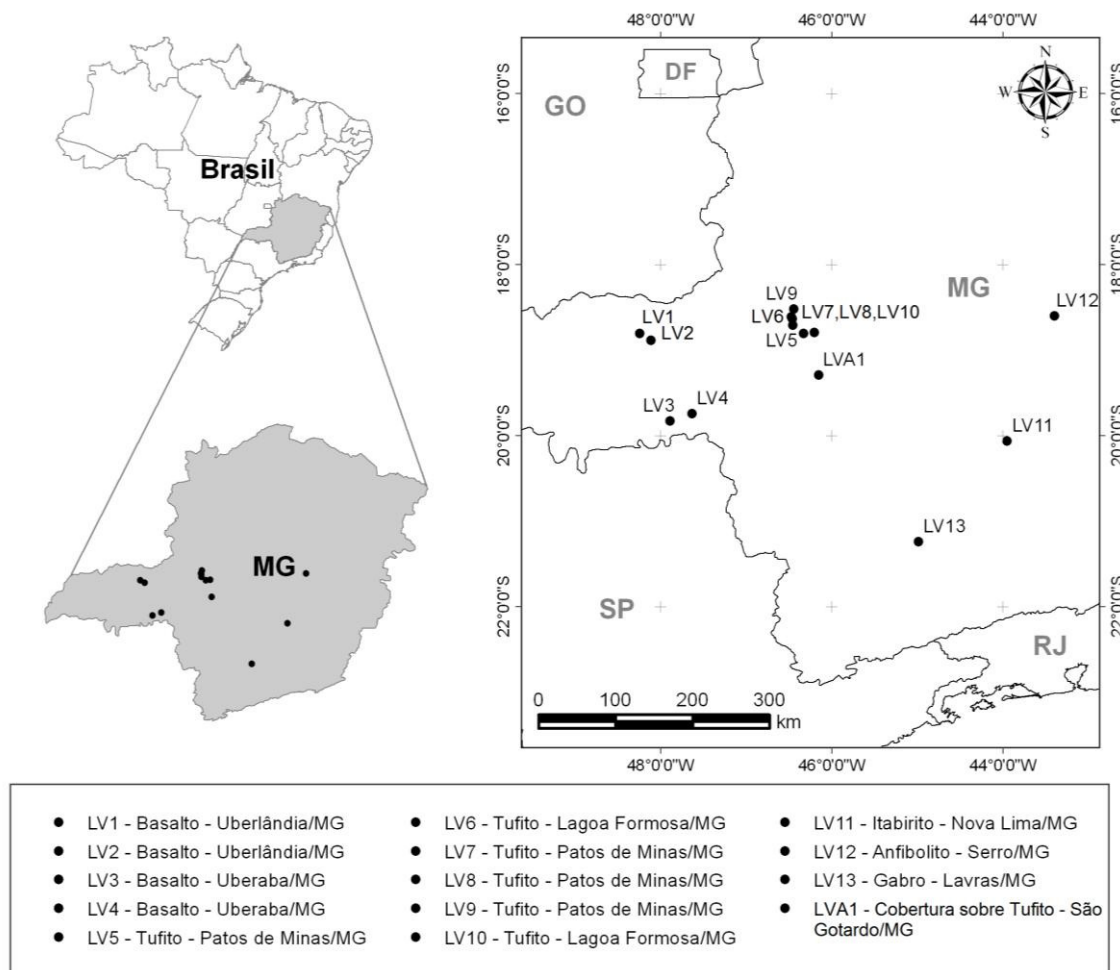 Brasil
MG
48°0'0"W
46°0'0"W
44°0'0"W
DF
GO
N
W
E
S
16°0'0"S
16°0'0"S
18°0'0"S
18°0'0"S
MG
LV9
LV6
LV7,LV8,LV10
LV12
LV1
LV2
LV5
LVA1
LV3
LV4
20°0'0"S
20°0'0"S
LV11
LV13
SP
22°0'0"S
22°0'0"S
RJ
0
100
200
300
km
48°0'0"W
46°0'0"W
44°0'0"W
LV1 - Basalto - Uberlândia/MG
LV2 - Basalto - Uberlândia/MG
LV3 - Basalto - Uberaba/MG
LV4 - Basalto - Uberaba/MG
LV5 - Tufito - Patos de Minas/MG
LV6 - Tufito - Lagoa Formosa/MG
LV7 - Tufito - Patos de Minas/MG
LV8 - Tufito - Patos de Minas/MG
LV9 - Tufito - Patos de Minas/MG
LV10 - Tufito - Lagoa Formosa/MG
LV11 - Itabirito - Nova Lima/MG
LV12 - Anfibolito - Serro/MG
LV13 - Gabro - Lavras/MG
LVA1 - Cobertura sobre Tufito - São
Gotardo/MG